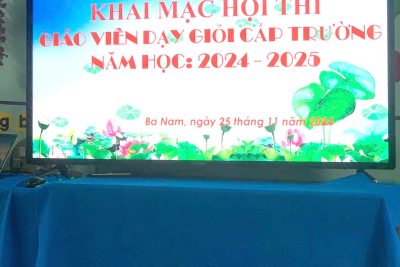 KHAI MẠC HỘI THI
GIÁO VIÊN DẠY GIỎI CẤP TRƯỜNG
NĂM HỌC: 2024 - 2025
Ba Nam, ngày 25 tháng 11 năm 2024